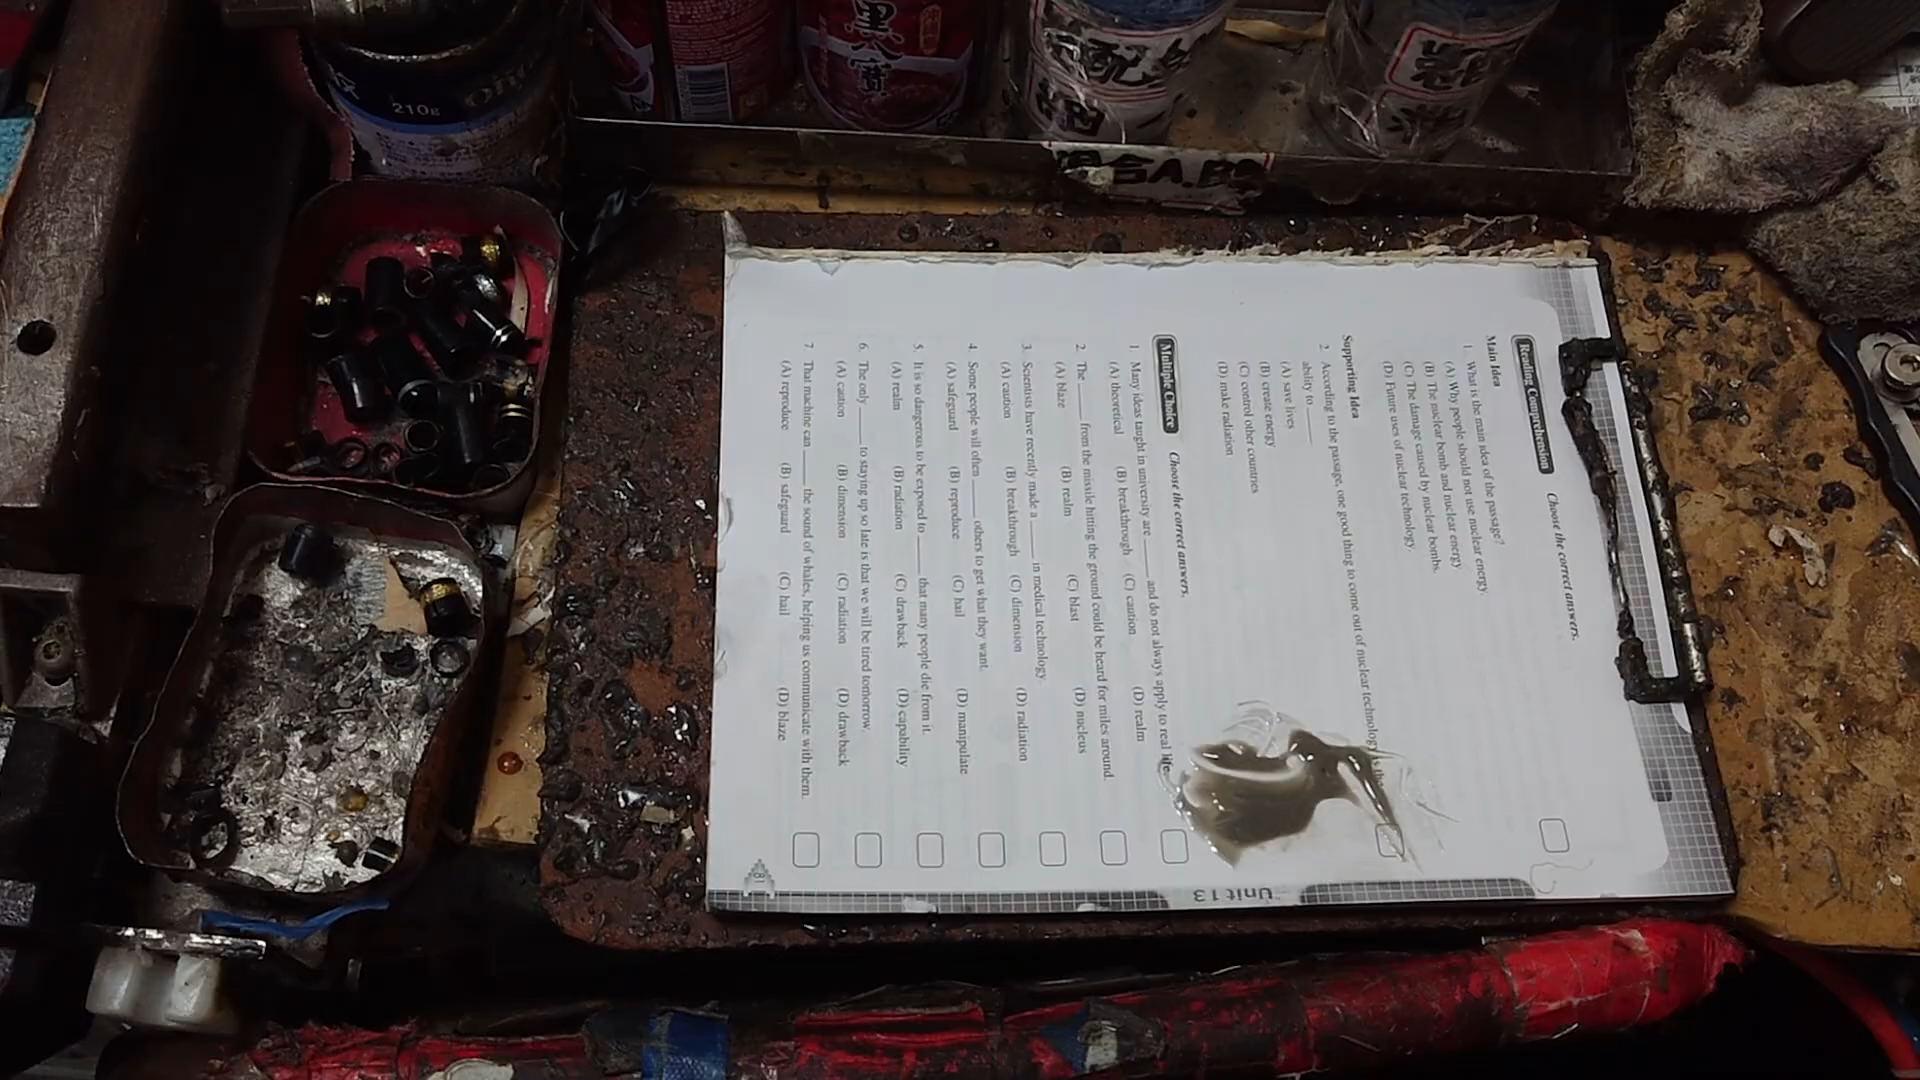 210g
Reading Comprehension Choose the correct answers.
Main Idea
1. What is the main idea of the passage?
(A) Why people should not use nuclear energy.
(B) The nuclear bomb and nuclear energy
(C) The damage caused by nuclear bombs.
(D) Future uses of nuclear technology.
Supporting Idea
2. According to the passage, one good thing to come out of nuclear technology is the
ability to ______
(A) save lives
(B) create energy
(C) control other countries
(D) make radiation
Multiple Choice Choose the correct answers.
1. Many ideas taught in university are ______ and do not always apply to real life.
(A) theoretical (B) breakthrough (C) caution (D) realm
2. The ______ from the missile hitting the ground could be heard for miles around.
(A) blaze (B) realm (C) blast (D) nucleus
3. Scientists have recently made a ______ in medical technology.
(A) caution (B) breakthrough (C) dimension (D) radiation
4. Some people will often ______ others to get what they want.
(A) safeguard (B) reproduce (C) hail (D) manipulate
5. It is so dangerous to be exposed to ______ that many people die from it.
(A) realm (B) radiation (C) drawback (D) capability
6. The only ______ to staying up so late is that we will be tired tomorrow.
(A) caution (B) dimension (C) radiation (D) drawback
7. That machine can ______ the sound of whales, helping us communicate with them.
(A) reproduce (B) safeguard (C) hail (D) blaze
Unit 13
81